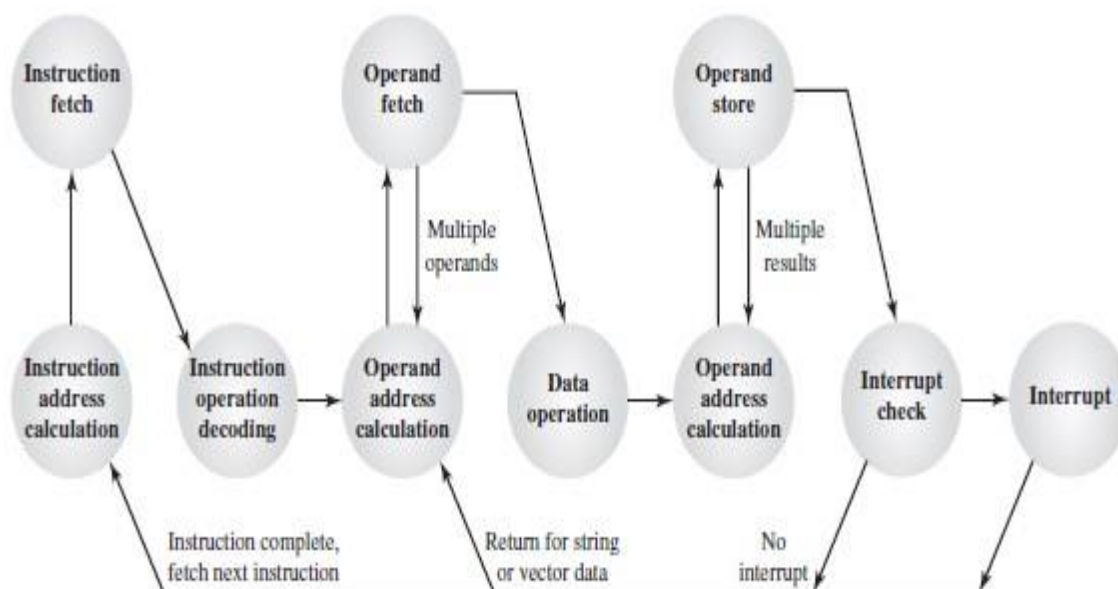 Instruction
fetch
Operand
fetch
Operand
store
Multiple
operands
Multiple
results
Instruction
address
calculation
Instruction
operation
decoding
Operand
address
calculation
Data
operation
Operand
address
calculation
Interrupt
check
Interrupt
Instruction complete,
fetch next instruction
Return for string
or vector data
No
interrupt